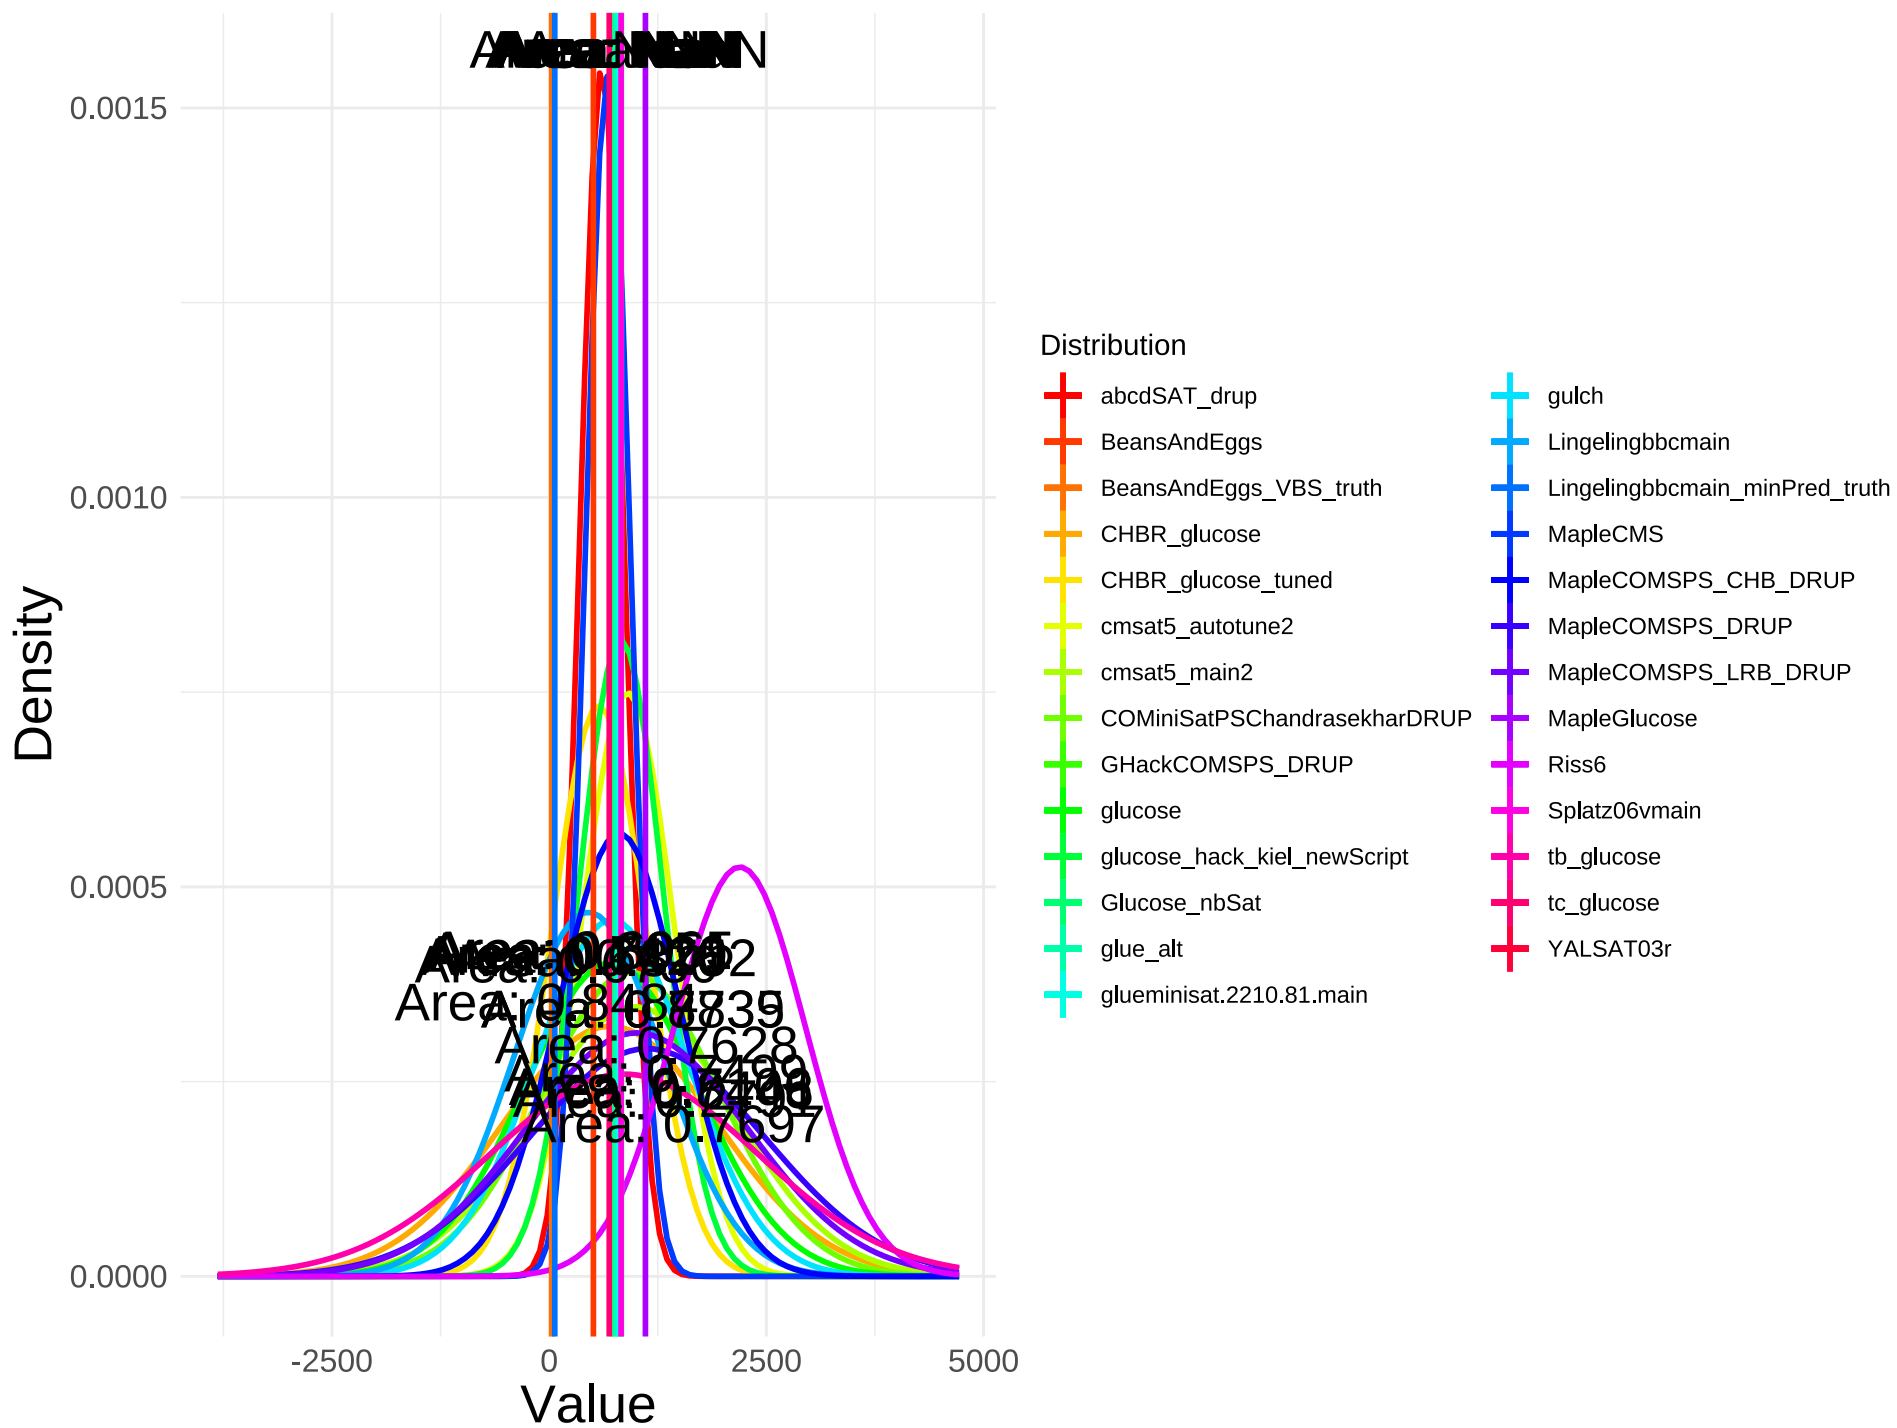 0.0015
0.0010
0.0005
0.0000
-2500
0
2500
5000
Density
Value
Area: 0.7628
Area: 0.7697
Distribution
abcdSAT_drup
BeansAndEggs
BeansAndEggs_VBS_truth
CHBR_glucose
CHBR_glucose_tuned
cmsat5_autotune2
cmsat5_main2
COMiniSatPSChandrasekharDRUP
GHackCOMSPS_DRUP
glucose
glucose_hack_kiel_newScript
Glucose_nbSat
glue_alt
glueminisat.2210.81.main
gulch
Lingelingbbcmain
Lingelingbbcmain_minPred_truth
MapleCMS
MapleCOMSPS_CHB_DRUP
MapleCOMSPS_DRUP
MapleCOMSPS_LRB_DRUP
MapleGlucose
Riss6
Splatz06vmain
tb_glucose
tc_glucose
YALSAT03r